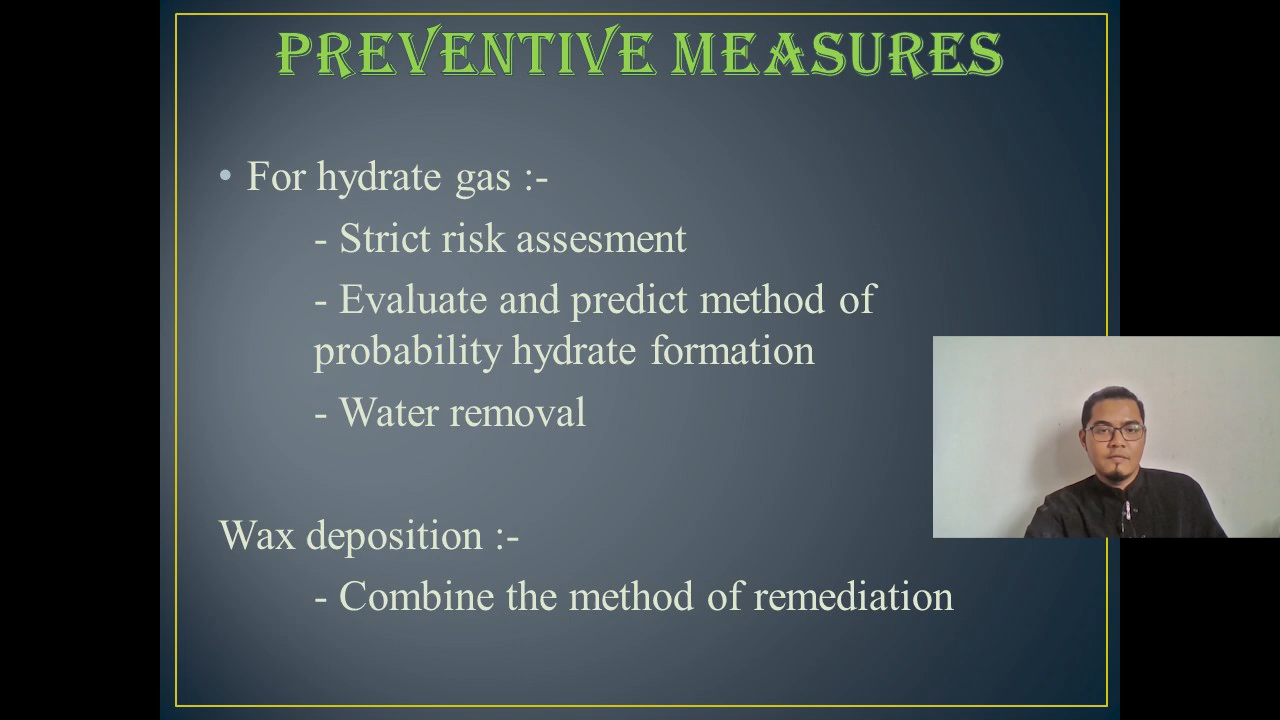 PREVENTIVE MEASURES
• For hydrate gas :-
- Strict risk assesment
- Evaluate and predict method of
probability hydrate formation
- Water removal
Wax deposition :-
- Combine the method of remediation